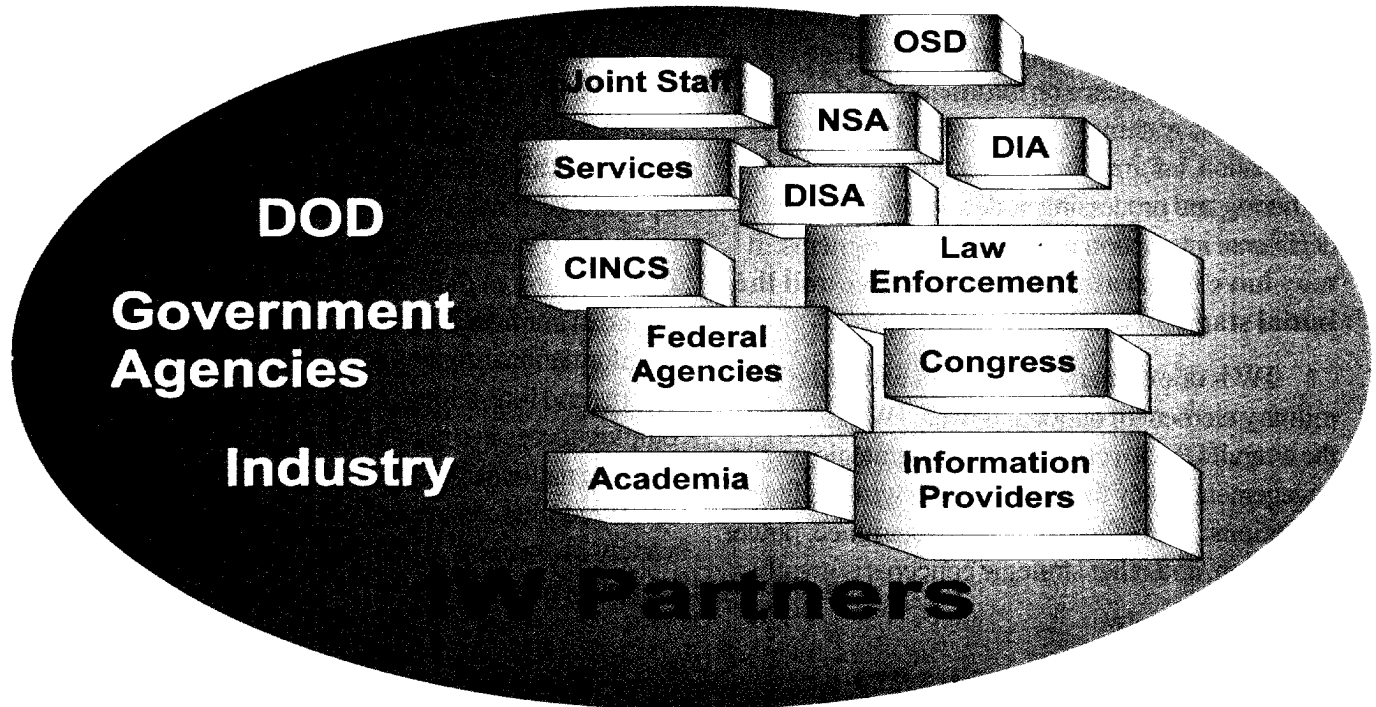 OSD
Joint Staff
NSA
DIA
Services
DISA
DOD
CINCS
Law
Enforcement
Government
Agencies
Federal
Agencies
Congress
Industry
Academia
Information
Providers
IW Partners